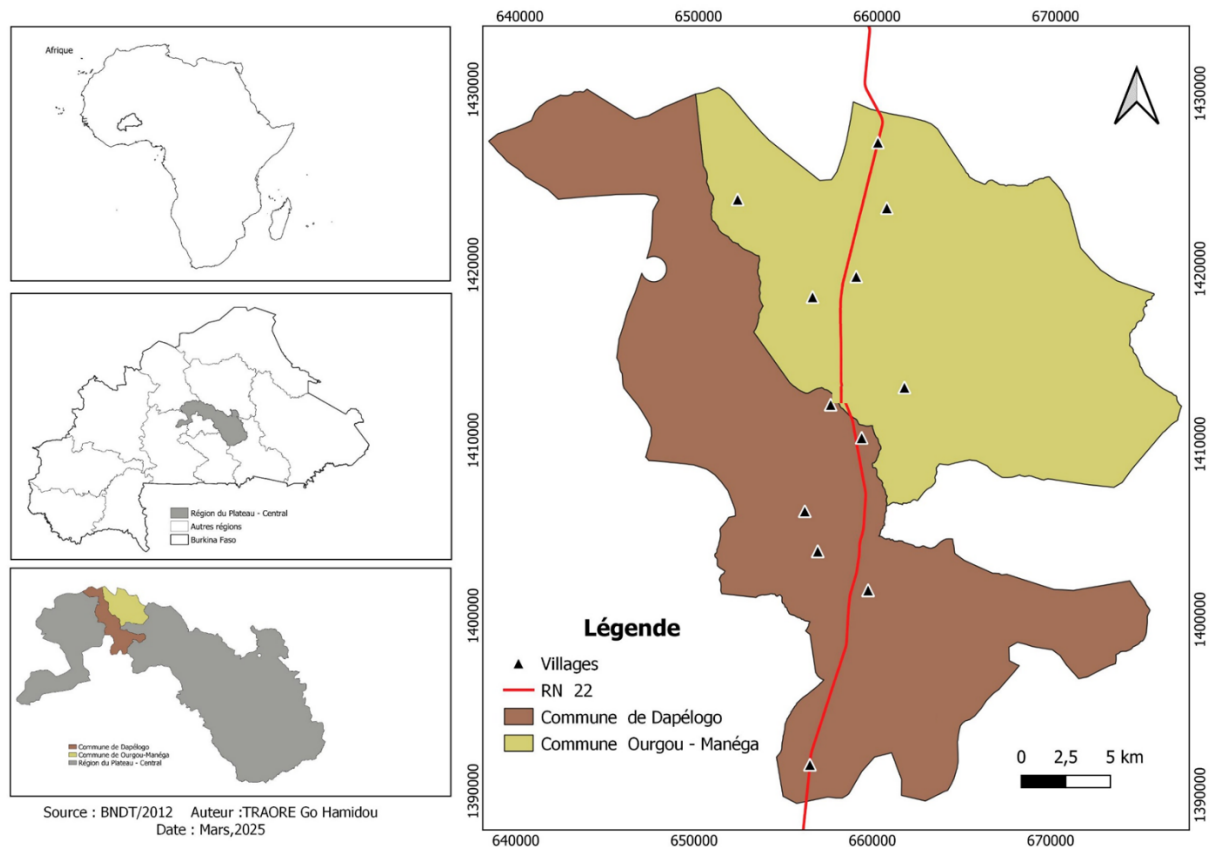 Afrique
Région du Plateau - Central
Autres régions
Burkina Faso
Commune de Dapélogo
Commune de Ourgou-Manéga
Région du Plateau - Central
Source : BNDT/2012 Auteur :TRAORE Go Hamidou
Date : Mars,2025
640000 650000 660000 670000
1430000
1420000
1410000
1400000
1390000
1430000
1420000
1410000
1400000
1390000
Légende
Villages
RN 22
Commune de Dapélogo
Commune Ourgou - Manéga
0 2,5 5 km
640000 650000 660000 670000